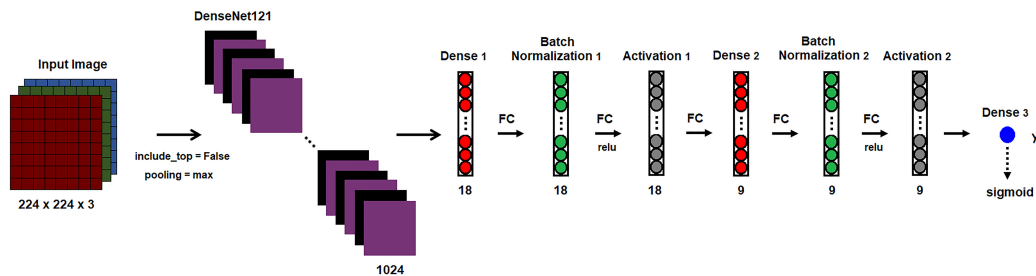 DenseNet121
Input Image
224 x 224 x 3
include_top = False
pooling = max
1024
Dense 1
18
FC
Batch
Normalization 1
18
FC
relu
Activation 1
18
FC
Dense 2
9
FC
Batch
Normalization 2
9
FC
relu
Activation 2
9
Dense 3
sigmoid